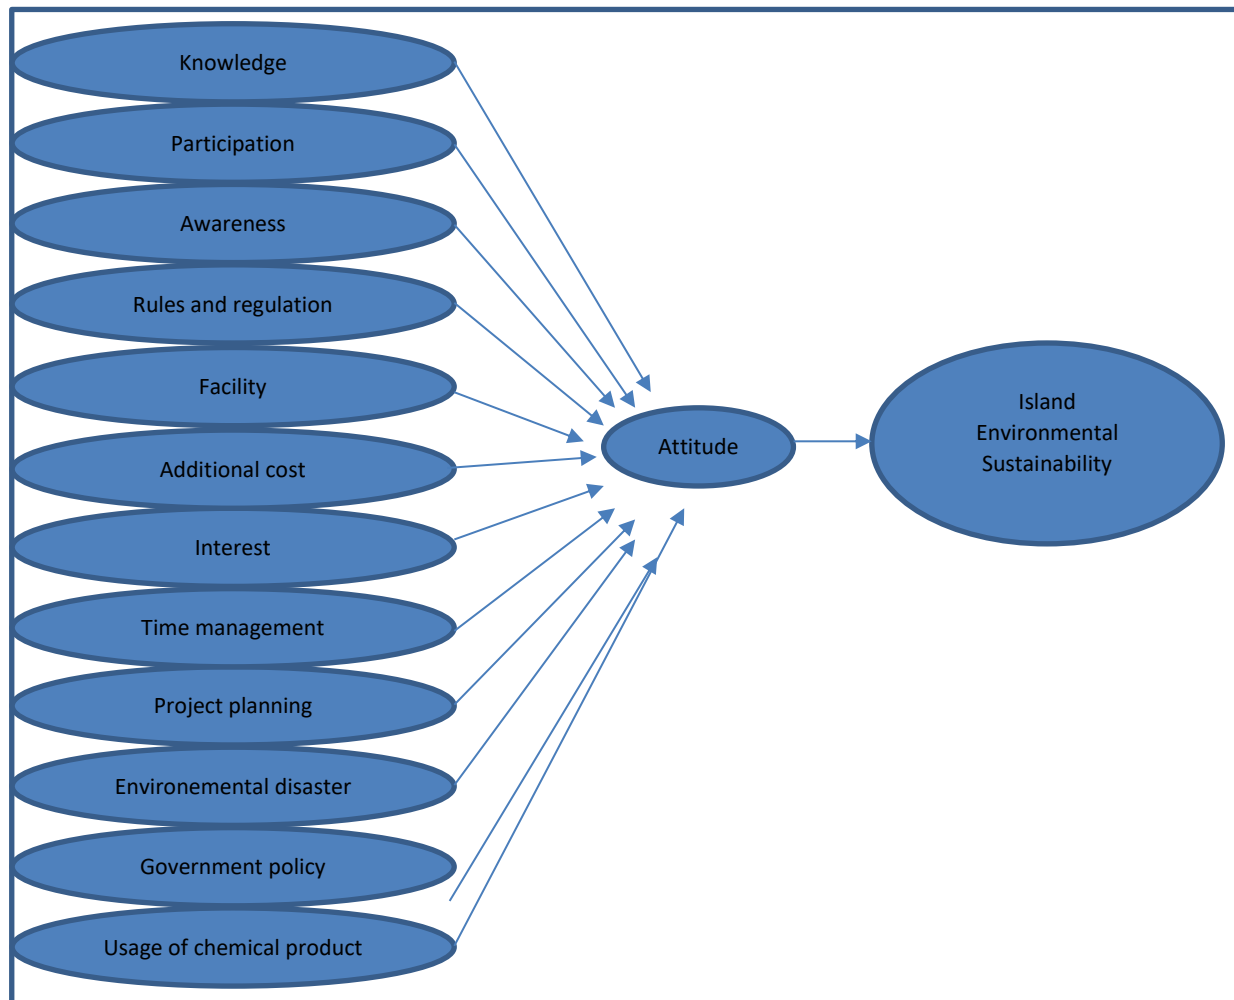 Knowledge
Participation
Awareness
Rules and regulation
Facility
Additional cost
Interest
Time management
Project planning
Environemental disaster
Government policy
Usage of chemical product
Attitude
Island
Environmental
Sustainability